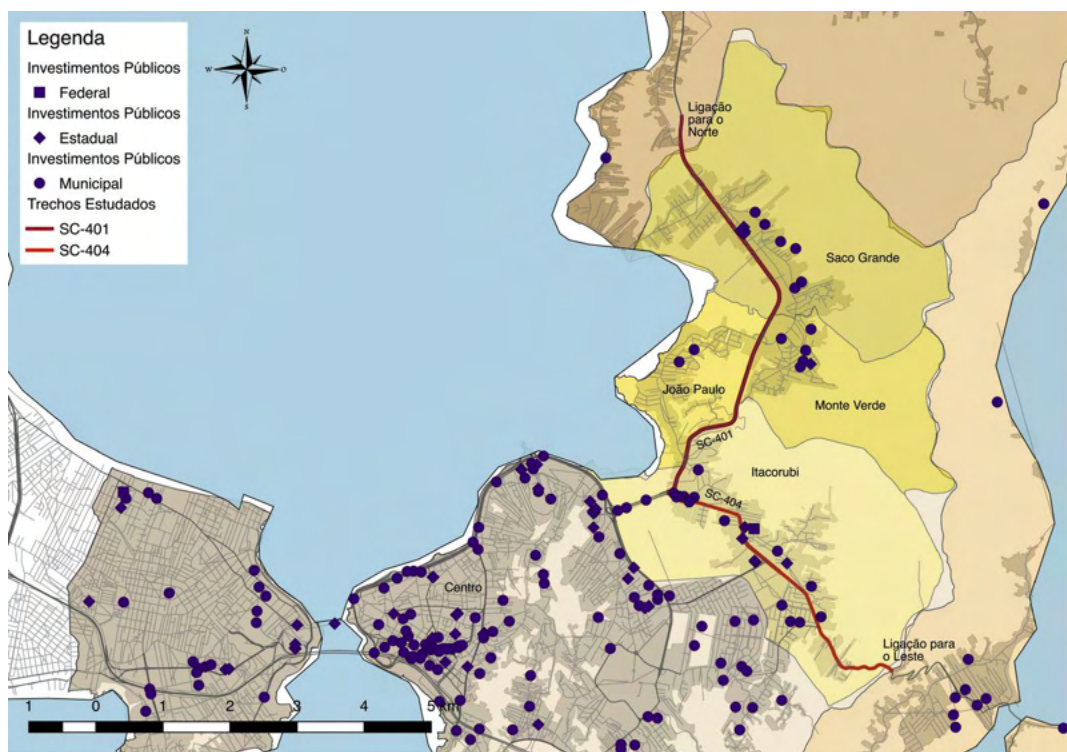 Legenda
Investimentos Públicos
Federal
Investimentos Públicos
Estadual
Investimentos Públicos
Municipal
Trechos Estudados
SC-401
SC-404
N
W
O
S
Ligação
para o
Norte
Saco Grande
João Paulo
Monte Verde
SC-401
Itacorubi
SC-404
Centro
Ligação para
o Leste
1 0 1 2 3 4 5 km